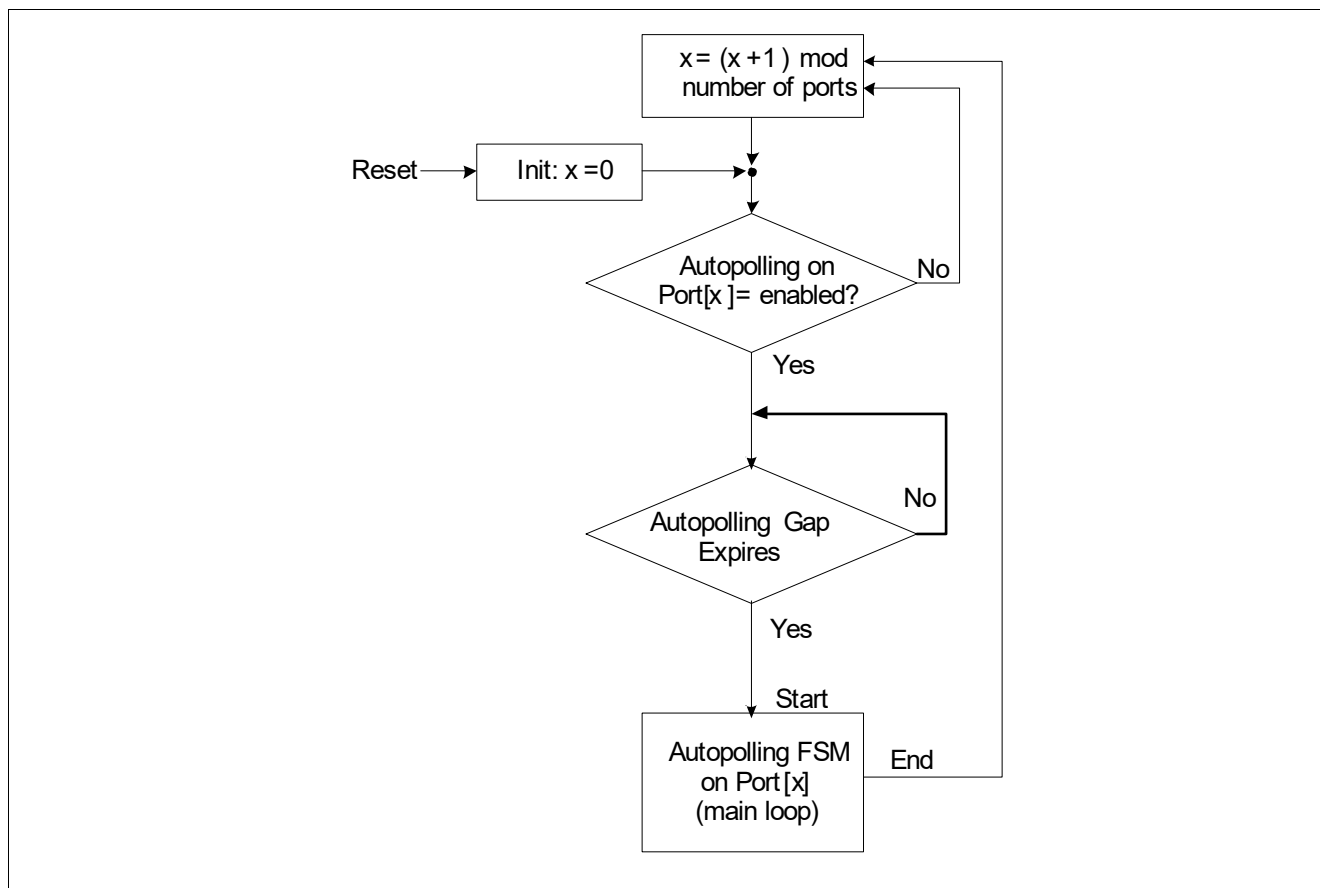 x = (x +1 ) mod
number of ports
Reset
Init: x =0
Autopolling on
Port[x ]= enabled?
No
Yes
No
Autopolling Gap
Expires
Yes
Start
Autopolling FSM
on Port [x]
(main loop)
End